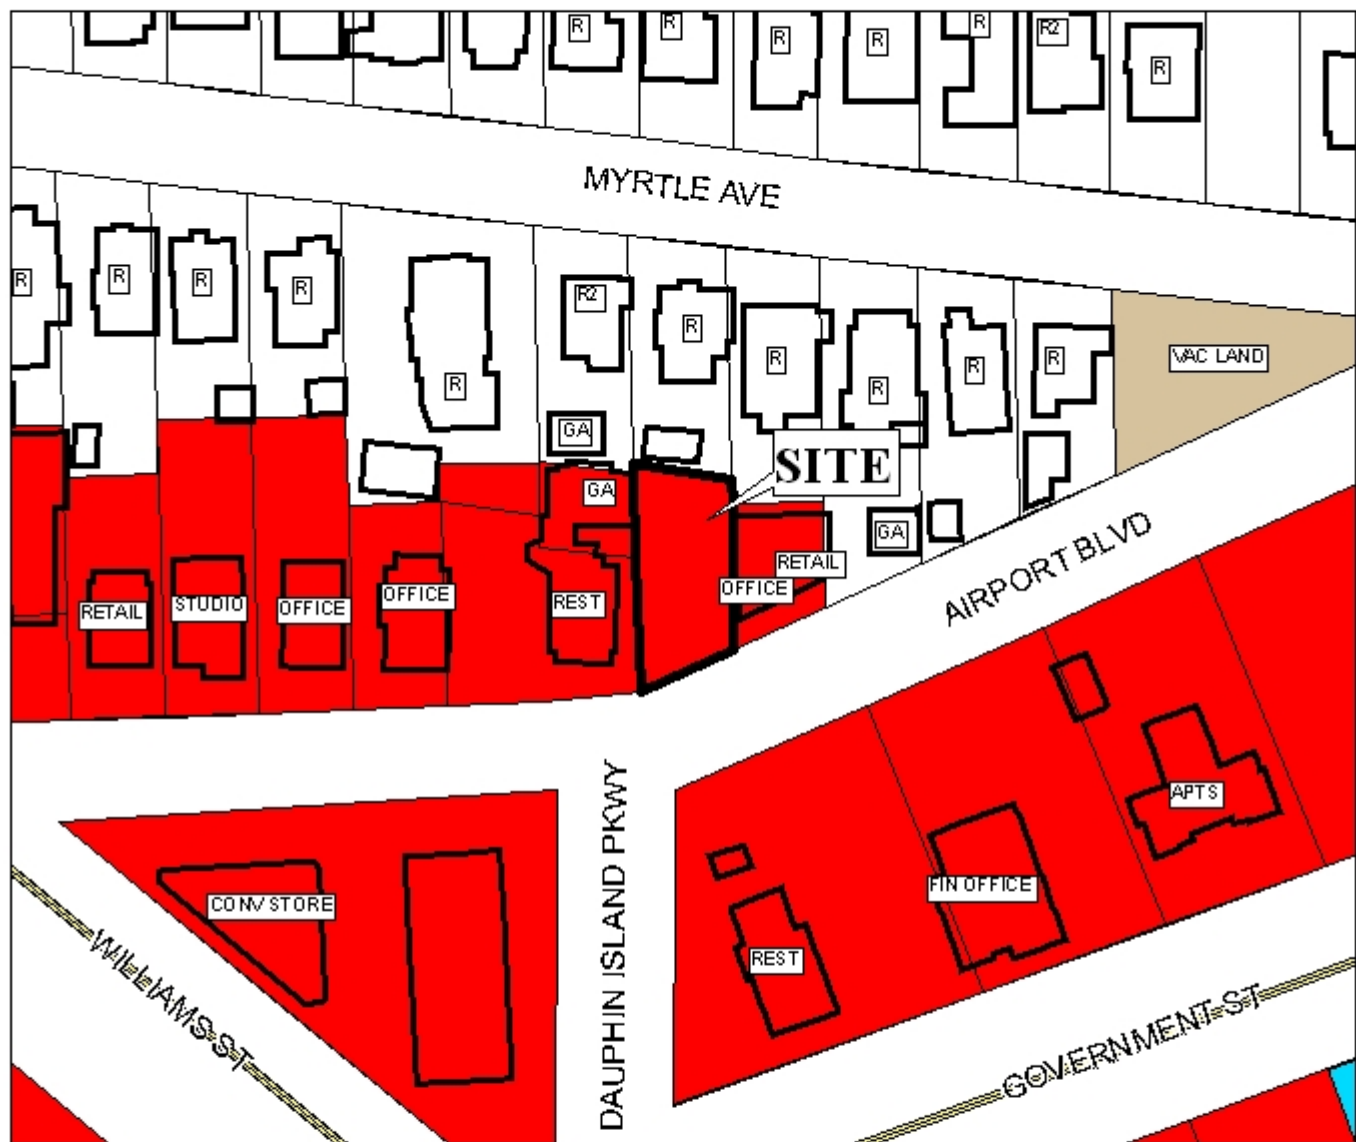 R
R
R
R
R
R2
R
MYRTLE AVE
R
R
R
R
R2
R
R
R
R
R
R
R
VAC LAND
GA
SITE
GA
GA
RETAIL
OFFICE
OFFICE
REST
RETAIL
STUDIO
OFFICE
AIRPORT BLVD
DAUPHIN ISLAND PKWY
APTS
FIN OFFICE
CONV STORE
REST
WILLIAMS ST
GOVERNMENT ST